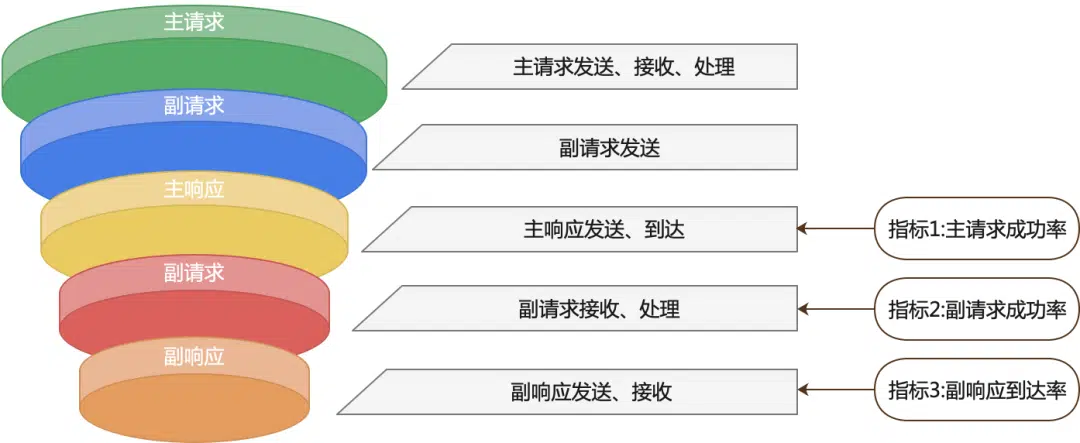 主请求
主请求发送、接收、处理
副请求
副请求发送
主响应
主响应发送、到达
指标1:主请求成功率
副请求
副请求接收、处理
指标2:副请求成功率
副响应
副响应发送、接收
指标3:副响应到达率